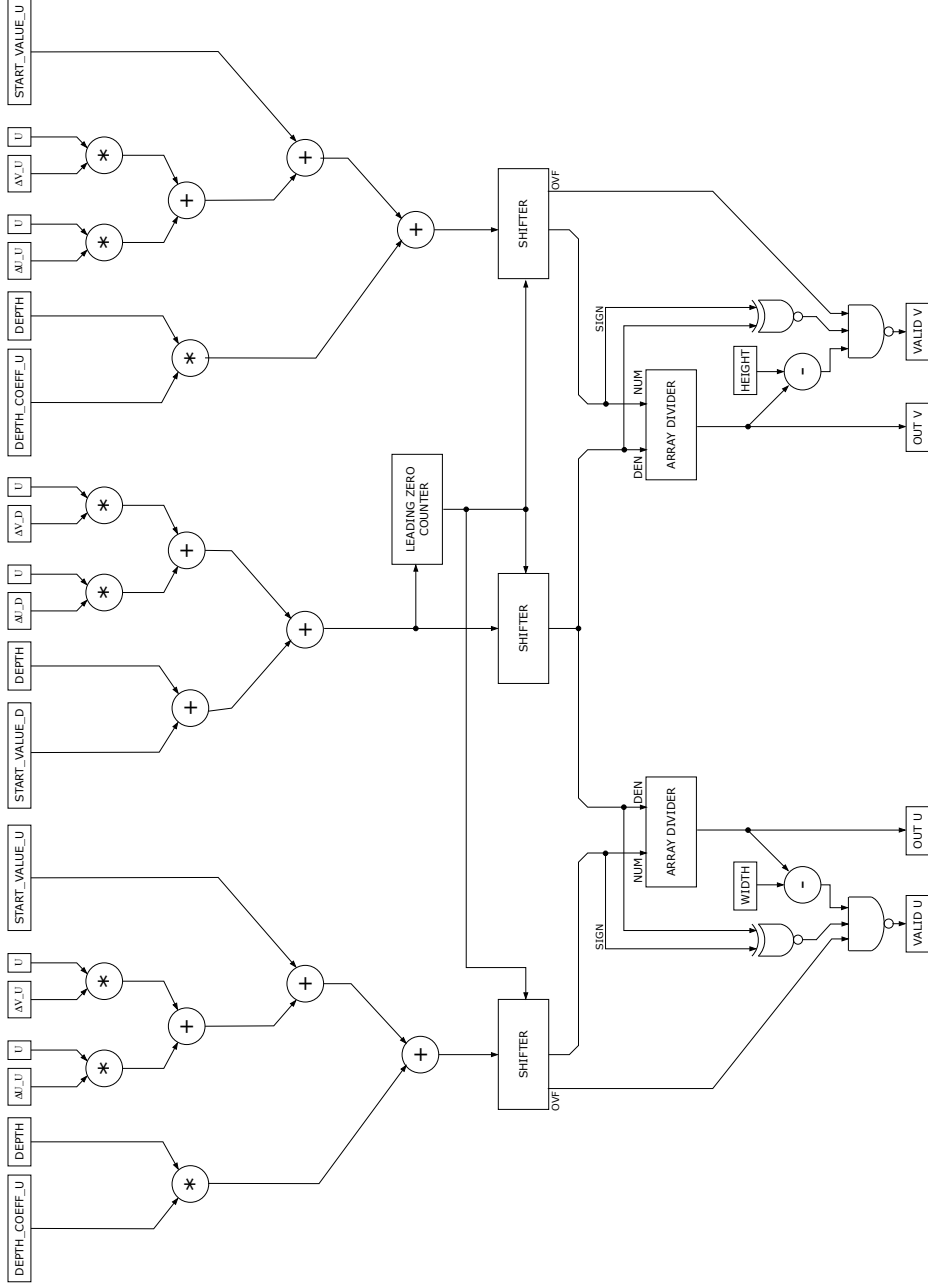 DEPTH_COEFF_U
DEPTH
ΔU_U
U
ΔV_U
U
START_VALUE_U
START_VALUE_D
DEPTH
ΔU_D
U
ΔV_D
U
DEPTH_COEFF_U
DEPTH
ΔU_U
U
ΔV_U
U
START_VALUE_U
*
*
*
*
*
*
*
+
+
+
*
+
+
+
+
+
LEADING ZERO
COUNTER
+
SHIFTER
SHIFTER
SHIFTER
OVF
OVF
SIGN
NUM
DEN
DEN
NUM
SIGN
ARRAY DIVIDER
ARRAY DIVIDER
WIDTH
HEIGHT
-
-
VALID U
OUT U
OUT V
VALID V